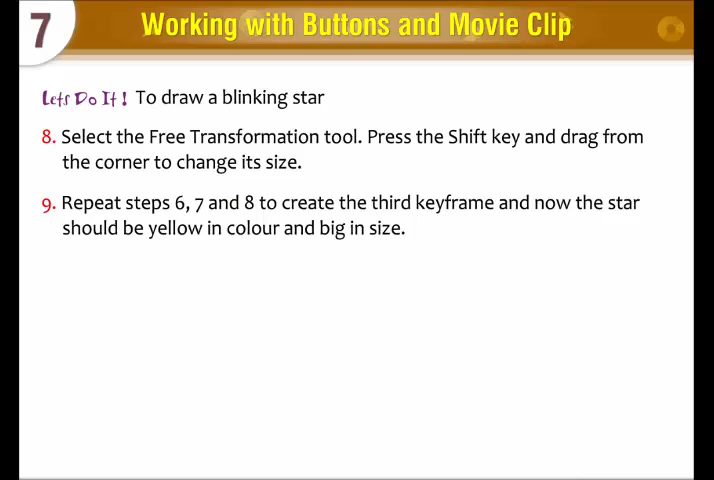 7
Working with Buttons and Movie Clip
Lets Do It! To draw a blinking star
8. Select the Free Transformation tool. Press the Shift key and drag from
the corner to change its size.
9. Repeat steps 6, 7 and 8 to create the third keyframe and now the star
should be yellow in colour and big in size.